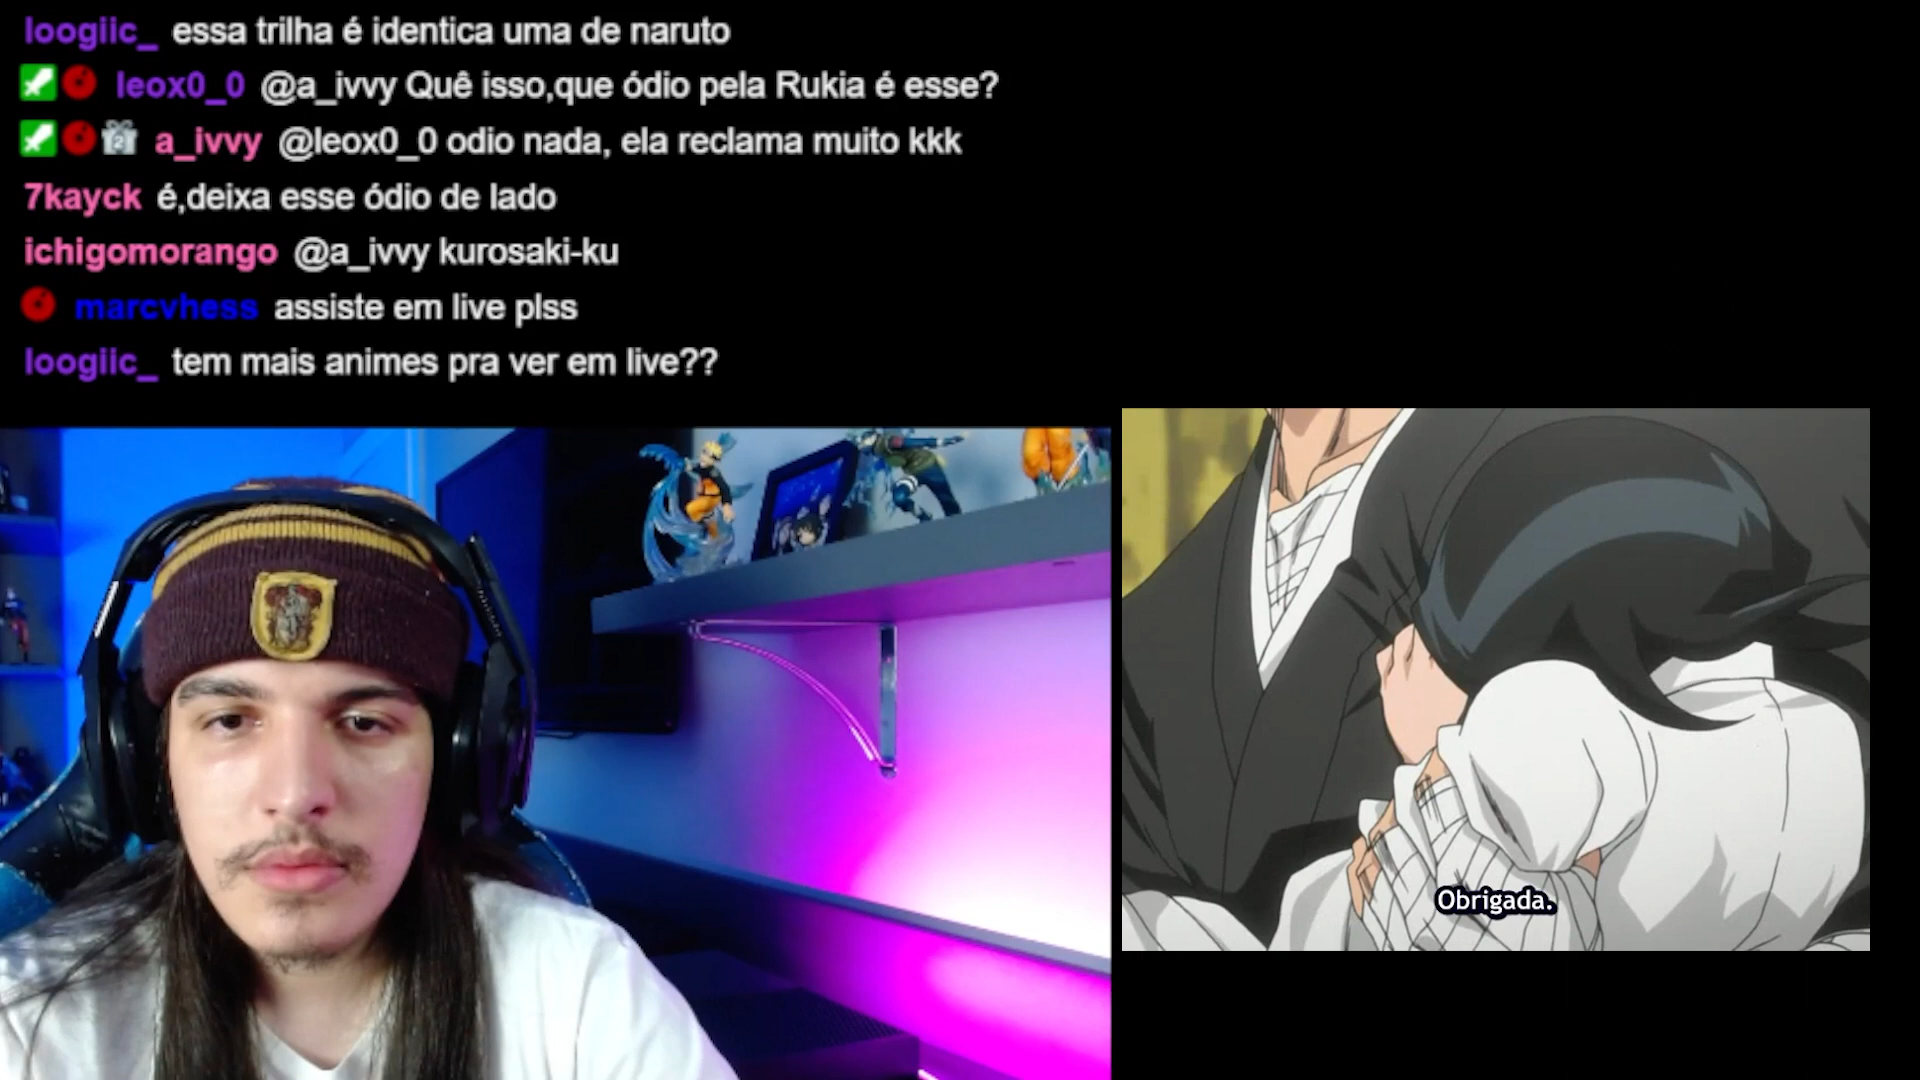 loogiic_ essa trilha é identica uma de naruto
leox0_0 @a_ivvy Quê isso,que ódio pela Rukia é esse?
a_ivvy @leox0_0 odio nada, ela reclama muito kkk
7kayck é,deixa esse ódio de lado
ichigomorango @a_ivvy kurosaki-ku
marcvhess assiste em live plss
loogiic_ tem mais animes pra ver em live??
Obrigada.